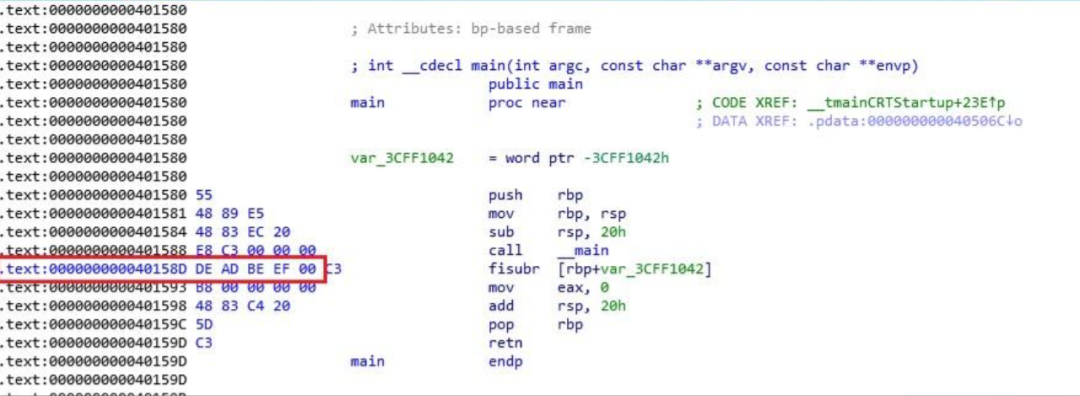 .text:0000000000401580
.text:0000000000401580 ; Attributes: bp-based frame
.text:0000000000401580
.text:0000000000401580 ; int __cdecl main(int argc, const char **argv, const char **envp)
.text:0000000000401580 public main
.text:0000000000401580 main proc near ; CODE XREF: __tmainCRTStartup+23E↑p
.text:0000000000401580 ; DATA XREF: .pdata:000000000040506C↓o
.text:0000000000401580
.text:0000000000401580 var_3CFF1042 = word ptr -3CFF1042h
.text:0000000000401580
.text:0000000000401580 55 push rbp
.text:0000000000401581 48 89 E5 mov rbp, rsp
.text:0000000000401584 48 83 EC 20 sub rsp, 20h
.text:0000000000401588 E8 C3 00 00 00 call __main
.text:000000000040158D DE AD BE EF 00 C3 fisubr [rbp+var_3CFF1042]
.text:0000000000401593 B8 00 00 00 00 mov eax, 0
.text:0000000000401598 48 83 C4 20 add rsp, 20h
.text:000000000040159C 5D pop rbp
.text:000000000040159D C3 retn
.text:000000000040159D main endp
.text:000000000040159D